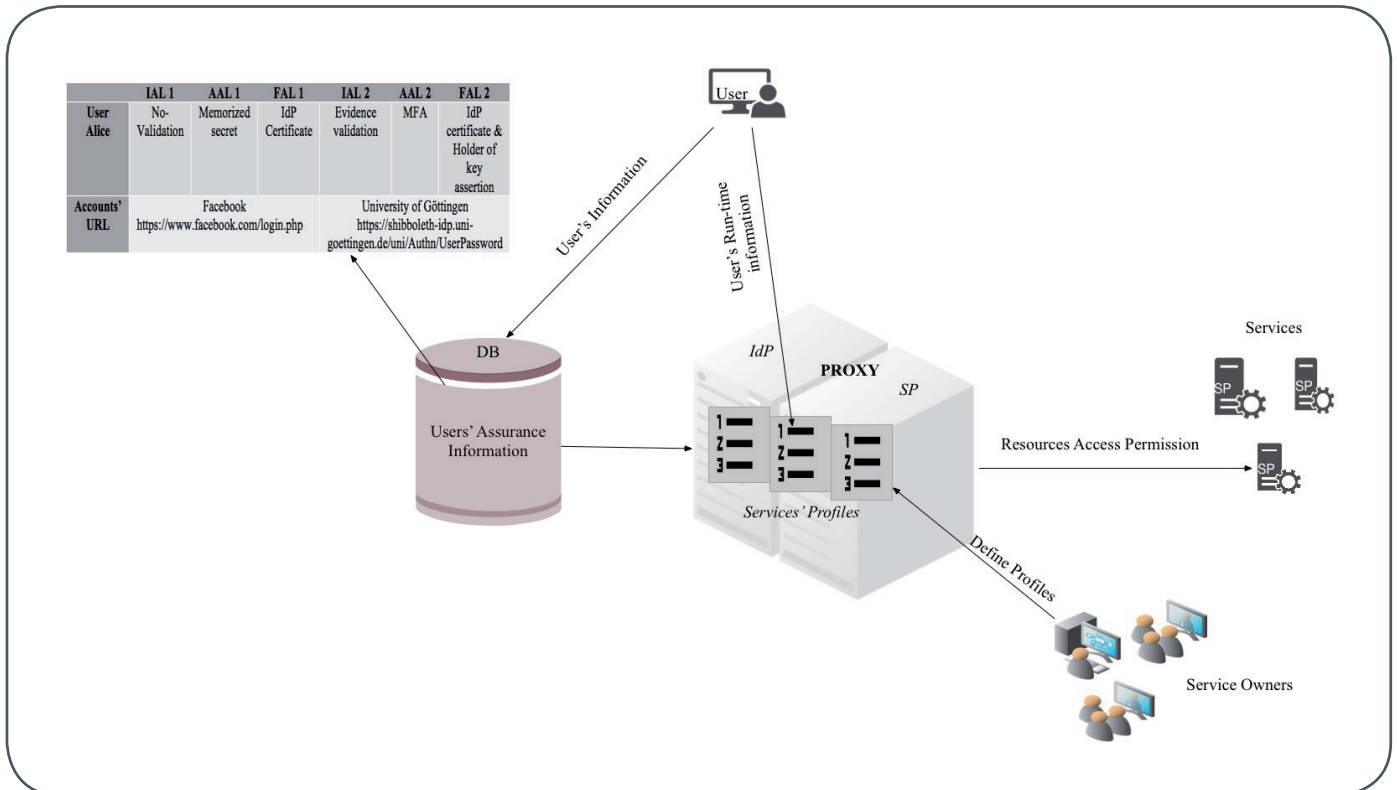 IAL 1 AAL 1 FAL 1 IAL 2 AAL 2 FAL 2
User
Alice
No-
Validation
Memorized
secret
IdP
Certificate
Evidence
validation
MFA
IdP
certificate &
Holder of
key
assertion
Accounts'
URL
Facebook
https://www.facebook.com/login.php
University of Göttingen
https://shibboleth-idp.uni-
goettingen.de/uni/Authn/UserPassword
User
User's Information
User's Run-time
information
DB
Users' Assurance
Information
IdP
PROXY
SP
1
2
3
1
2
3
1
2
3
Services' Profiles
Services
SP
SP
Resources Access Permission
SP
Define Profiles
Service Owners